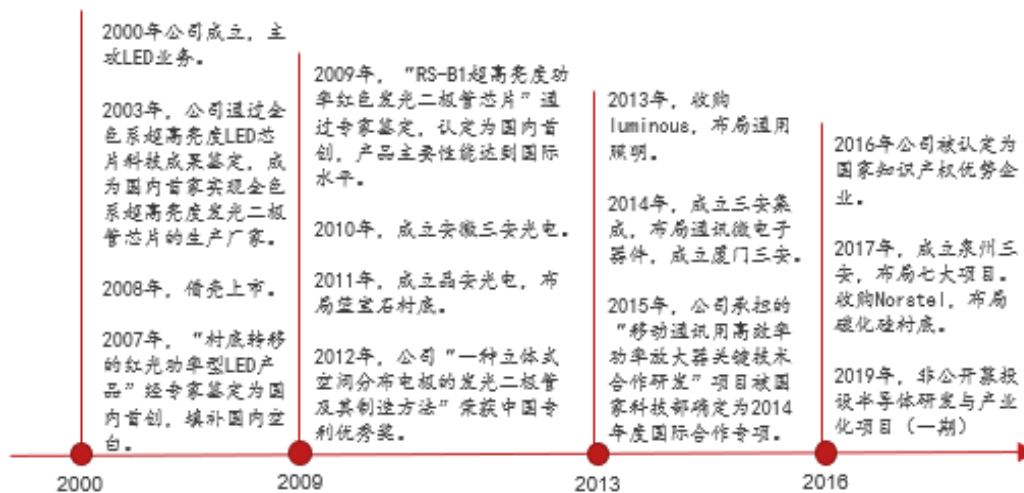 2000年公司成立，主
攻LED业务。
2003年，公司通过全
色系超高亮度LED芯
片科技成果鉴定，成
为国内首家实现全色
系超高亮度发光二极
管芯片的生产厂家。
2008年，借壳上市。
2007年，“衬底转移
的红光功率型LED产
品”经专家鉴定为国
内首创，填补国内空
白。
2009年，“RS-B1超高亮度功
率红色发光二极管芯片”通
过专家鉴定，认定为国内首
创，产品主要性能达到国际
水平。
2010年，成立安徽三安光电。
2011年，成立晶安光电，布
局蓝宝石衬底。
2012年，公司“一种立体式
空间分布电极的发光二极管
及其制造方法”荣获中国专
利优秀奖。
2013年，收购
luminous，布局通用
照明。
2014年，成立三安集
成，布局通讯微电子
器件，成立厦门三安。
2015年，公司承担的
“移动通讯用高效率
功率放大器关键技术
合作研发”项目被国
家科技部确定为2014
年度国际合作专项。
2016年公司被认定为
国家知识产权优势企
业。
2017年，成立泉州三
安，布局七大项目。
收购Norstel，布局
碳化硅衬底。
2019年，非公开募投
半导体研发与产业
化项目（一期）
2000
2009
2013
2016